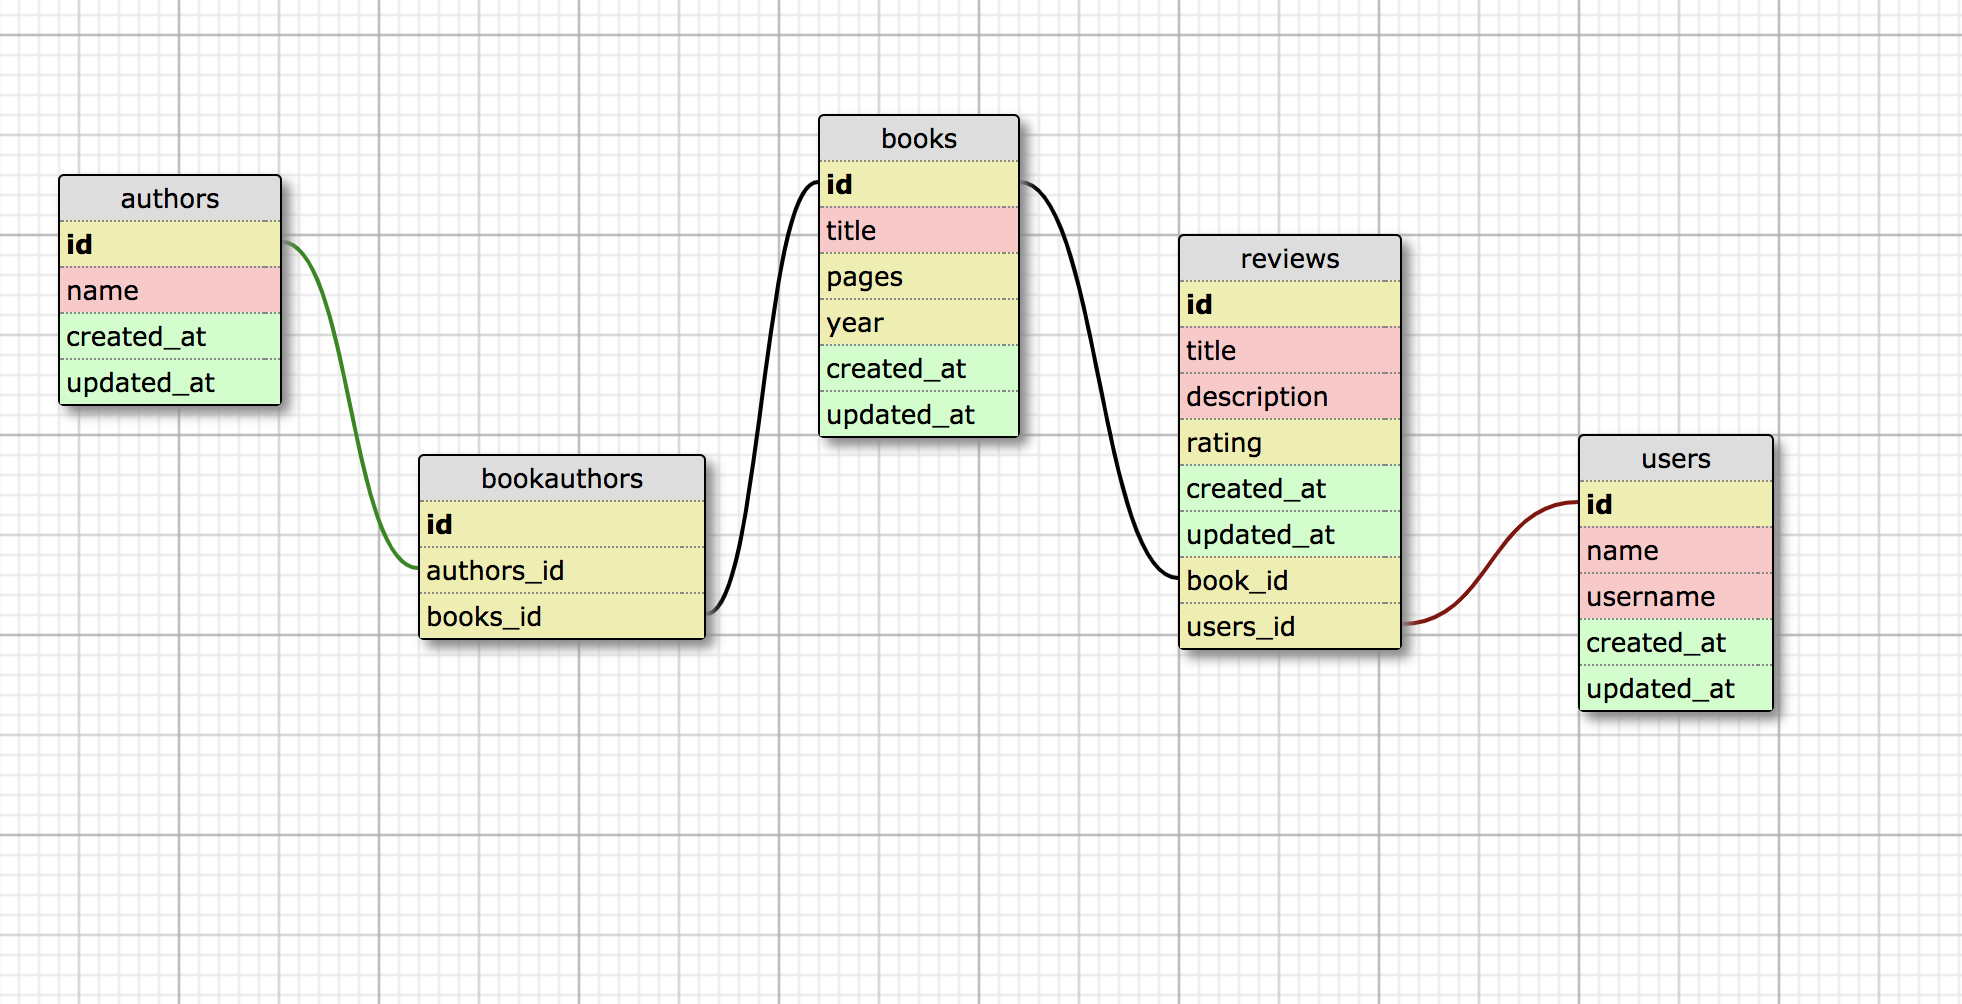 authors
id
name
created_at
updated_at
bookauthors
id
authors_id
books_id
books
id
title
pages
year
created_at
updated_at
reviews
id
title
description
rating
created_at
updated_at
book_id
users_id
users
id
name
username
created_at
updated_at